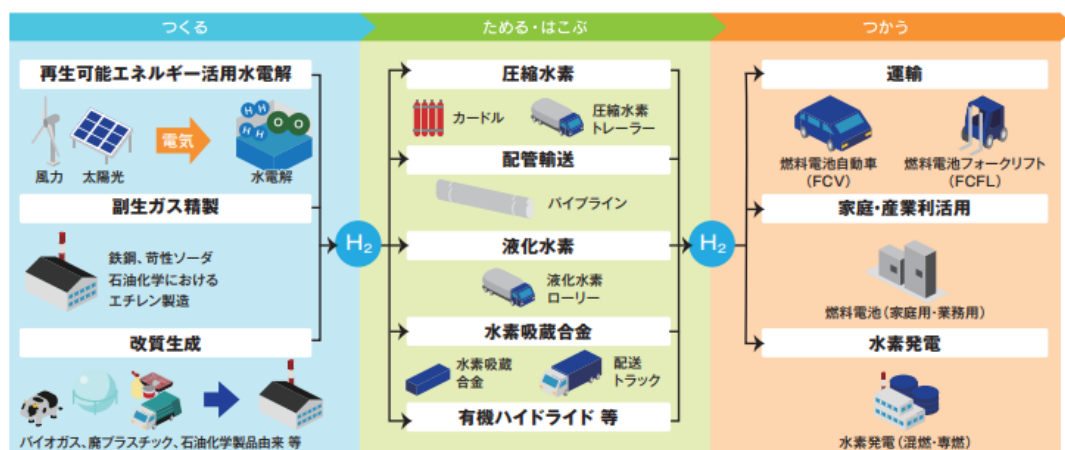 つくる
再生可能エネルギー活用水電解
電気
H H H H O O
風力
太陽光
水電解
副生ガス精製
鉄鋼、苛性ソーダ
石油化学における
エチレン製造
改質生成
バイオガス、廃プラスチック、石油化学製品由来 等
H₂
ためる・はこぶ
圧縮水素
カードル
圧縮水素
トレーラー
配管輸送
パイプライン
液化水素
液化水素
ローリー
水素吸蔵合金
水素吸蔵
合金
配送
トラック
有機ハイドライド 等
H₂
つかう
運輸
燃料電池自動車
(FCV)
燃料電池フォークリフト
(FCFL)
家庭・産業利活用
燃料電池(家庭用・業務用)
水素発電
水素発電(混燃・専燃)